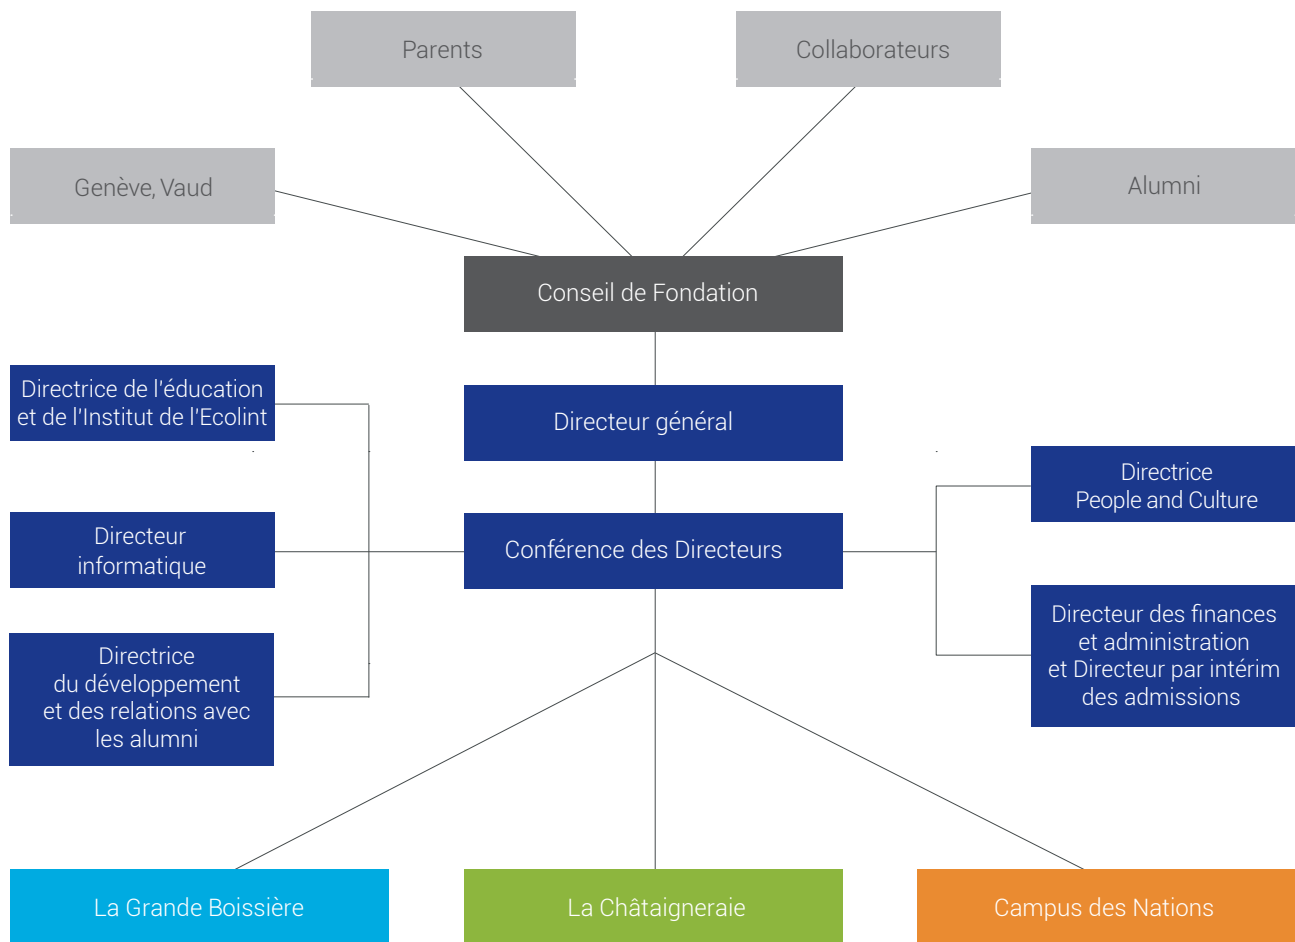 Parents
Collaborateurs
Genève, Vaud
Alumni
Conseil de Fondation
Directrice de l'éducation
et de l'Institut de l'Ecolint
Directeur général
Directrice
People and Culture
Directeur
informatique
Conférence des Directeurs
Directeur des finances
et administration
et Directeur par intérim
des admissions
Directrice
du développement
et des relations avec
les alumni
La Grande Boissière
La Châtaigneraie
Campus des Nations